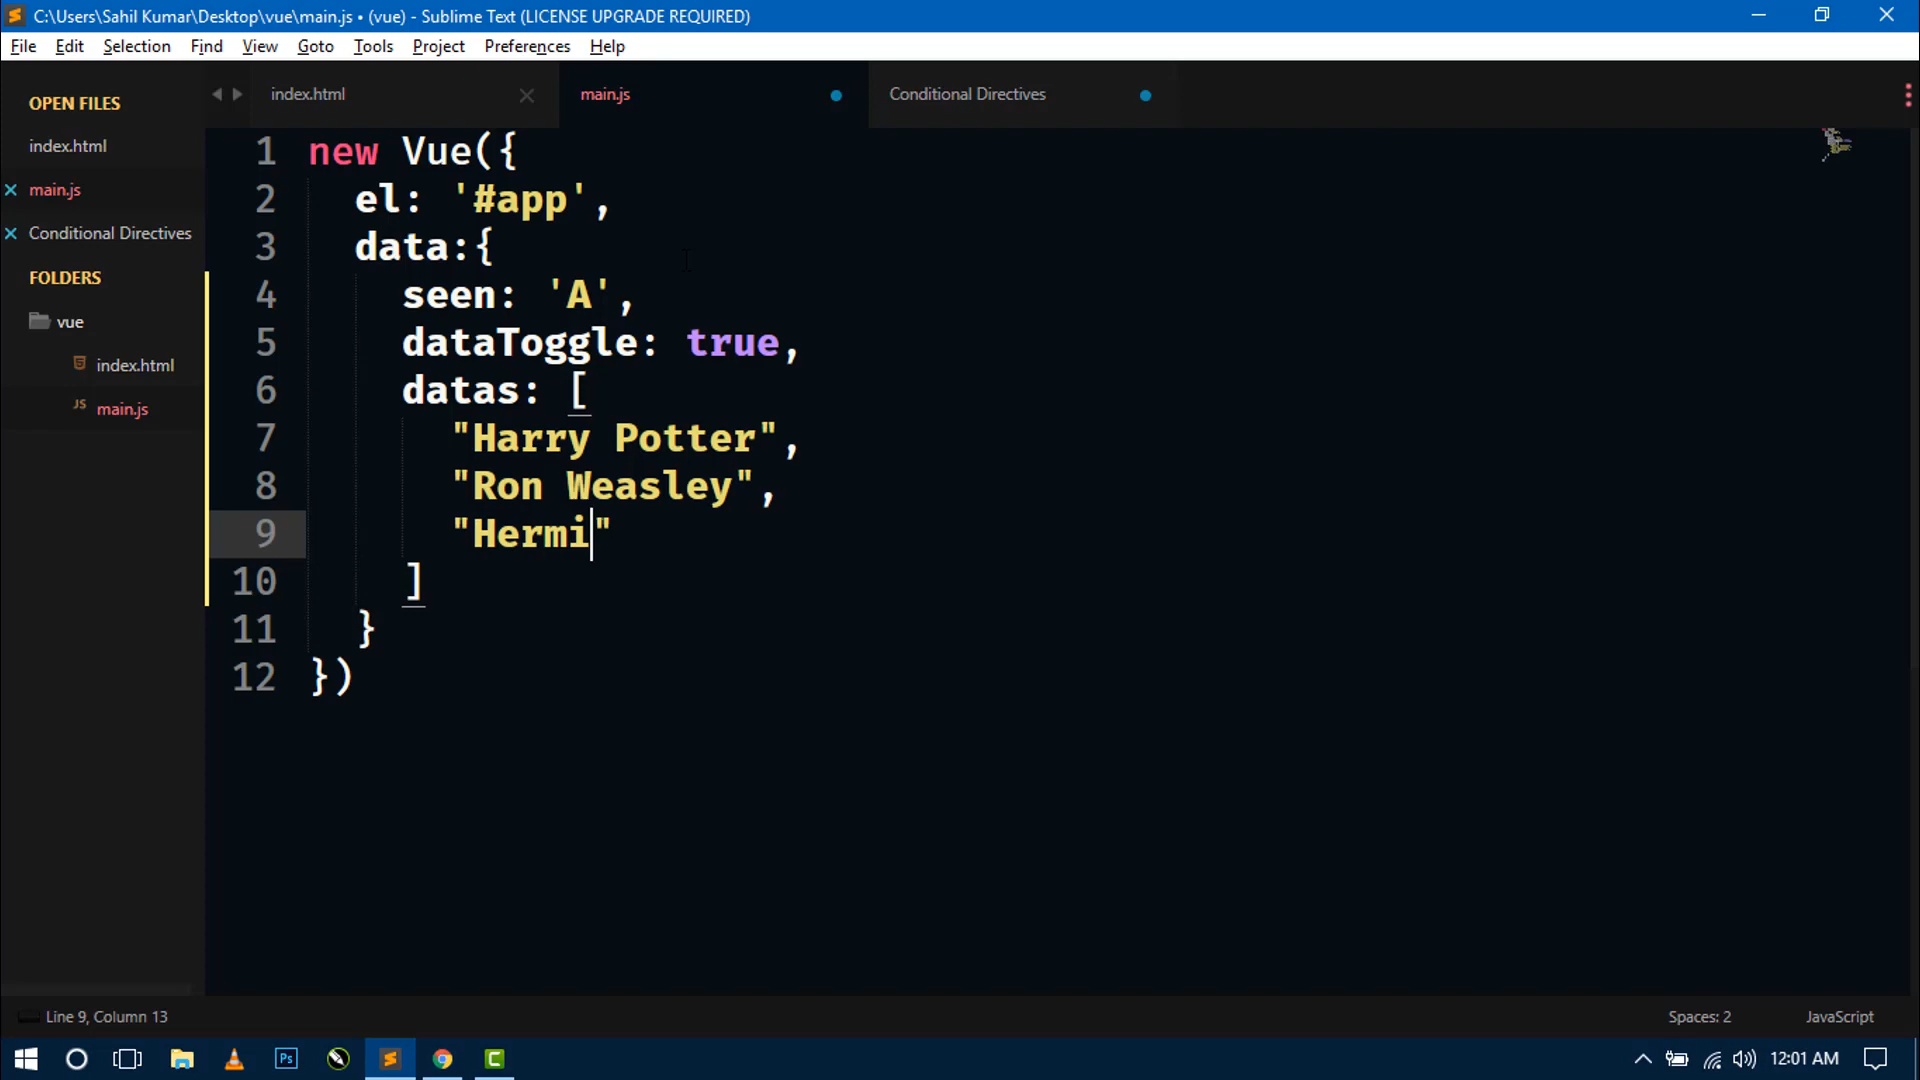 C:\Users\Sahil Kumar\Desktop\vue\main.js • (vue) - Sublime Text (LICENSE UPGRADE REQUIRED)
File Edit Selection Find View Goto Tools Project Preferences Help
OPEN FILES
index.html
main.js
Conditional Directives
FOLDERS
vue
index.html
JS main.js
index.html main.js Conditional Directives
1 new Vue({
2 el: '#app',
3 data:{
4 seen: 'A',
5 dataToggle: true,
6 datas: [
7 "Harry Potter",
8 "Ron Weasley",
9 "Hermi"
10 ]
11 }
12 })
Line 9, Column 13 Spaces: 2 JavaScript
Ps C 12:01 AM